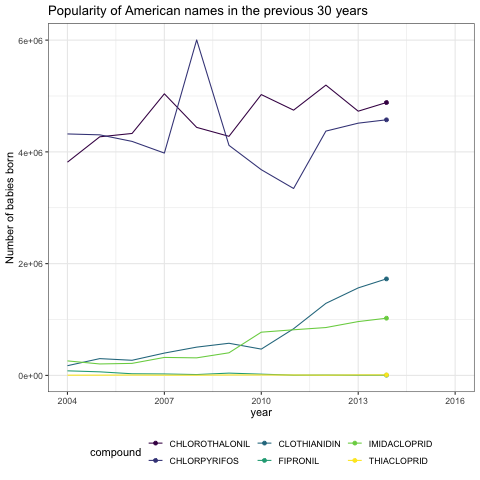 Popularity of American names in the previous 30 years
Number of babies born
6e+06
4e+06
2e+06
0e+00
2004 2007 2010 2013 2016
year
compound
CHLOROTHALONIL CLOTHIANIDIN IMIDACLOPRID
CHLORPYRIFOS FIPRONIL THIACLOPRID